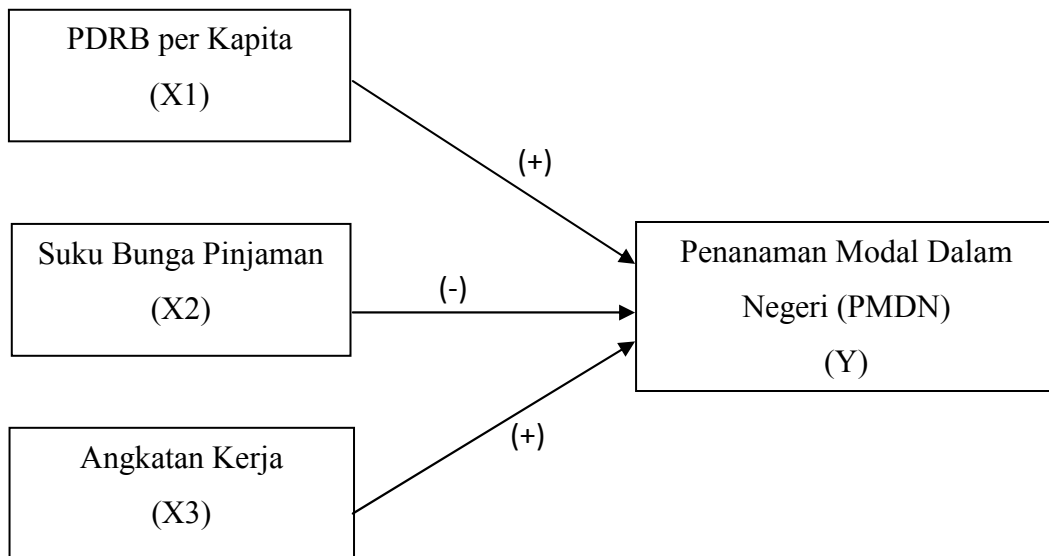 PDRB per Kapita
(X1)
(+)
Suku Bunga Pinjaman
(X2)
(-)
Penanaman Modal Dalam
Negeri (PMDN)
(Y)
Angkatan Kerja
(X3)
(+)